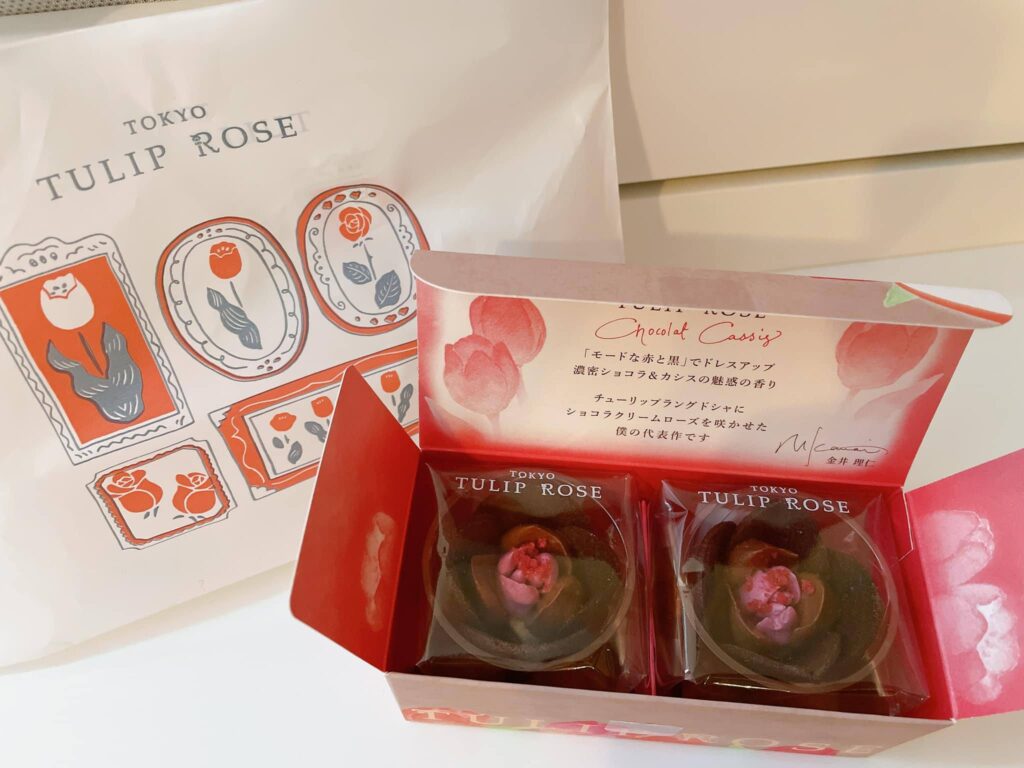 TOKYO
TULIP ROSE
TULIP ROSE
Chocolat Cassis
「モードな赤と黒」でドレスアップ
濃密ショコラ&カシスの魅惑の香り
チューリップラングドシャに
ショコラクリームローズを咲かせた
僕の代表作です
金井 理仁
TOKYO
TULIP ROSE
TOKYO
TULIP ROSE
TULIP ROSE